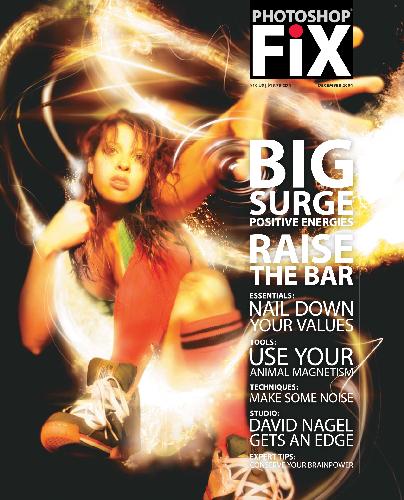 PHOTOSHOP
FiX
DECEMBER 2004
BIG
SURGE
POSITIVE ENERGIES
RAISE
THE BAR
ESSENTIALS:
NAIL DOWN
YOUR VALUES
TOOLS:
USE YOUR
ANIMAL MAGNETISM
TECHNIQUES:
MAKE SOME NOISE
STUDIO:
DAVID NAGEL
GETS AN EDGE
EXPERT TIPS:
CONSERVE YOUR BRAINPOWER